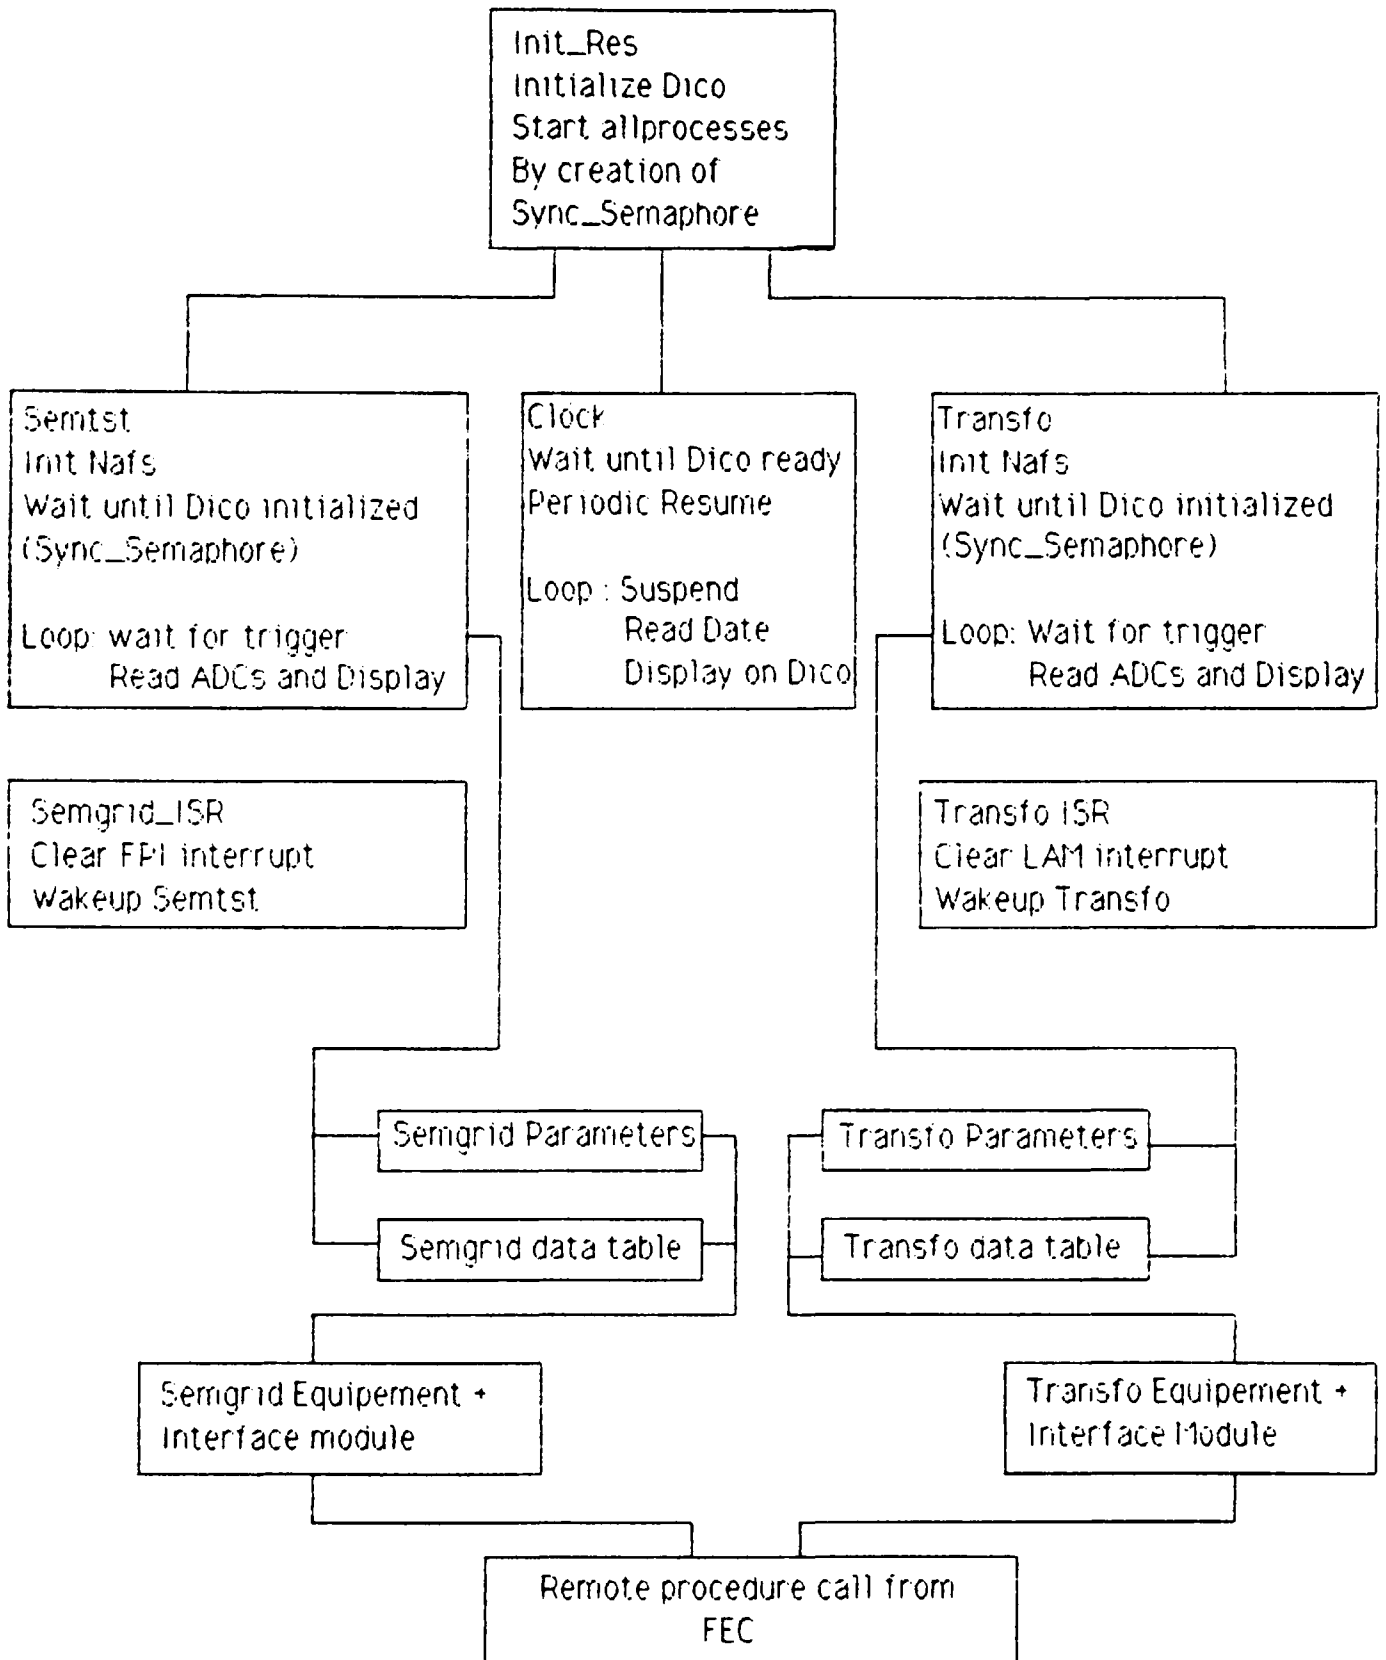 Init_Res
Initialize Dico
Start allprocesses
By creation of
Sync_Semaphore
Semtst
Init Nafs
Wait until Dico initialized
(Sync_Semaphore)
Loop: wait for trigger
Read ADCs and Display
Clock
Wait until Dico ready
Periodic Resume
Loop : Suspend
Read Date
Display on Dico
Transfo
Init Nafs
Wait until Dico initialized
(Sync_Semaphore)
Loop: Wait for trigger
Read ADCs and Display
Semgrid_ISR
Clear FPI interrupt
Wakeup Semtst
Transfo ISR
Clear LAM interrupt
Wakeup Transfo
Semgrid Parameters
Transfo Parameters
Semgrid data table
Transfo data table
Semgrid Equipement +
Interface module
Transfo Equipement +
Interface Module
Remote procedure call from
FEC